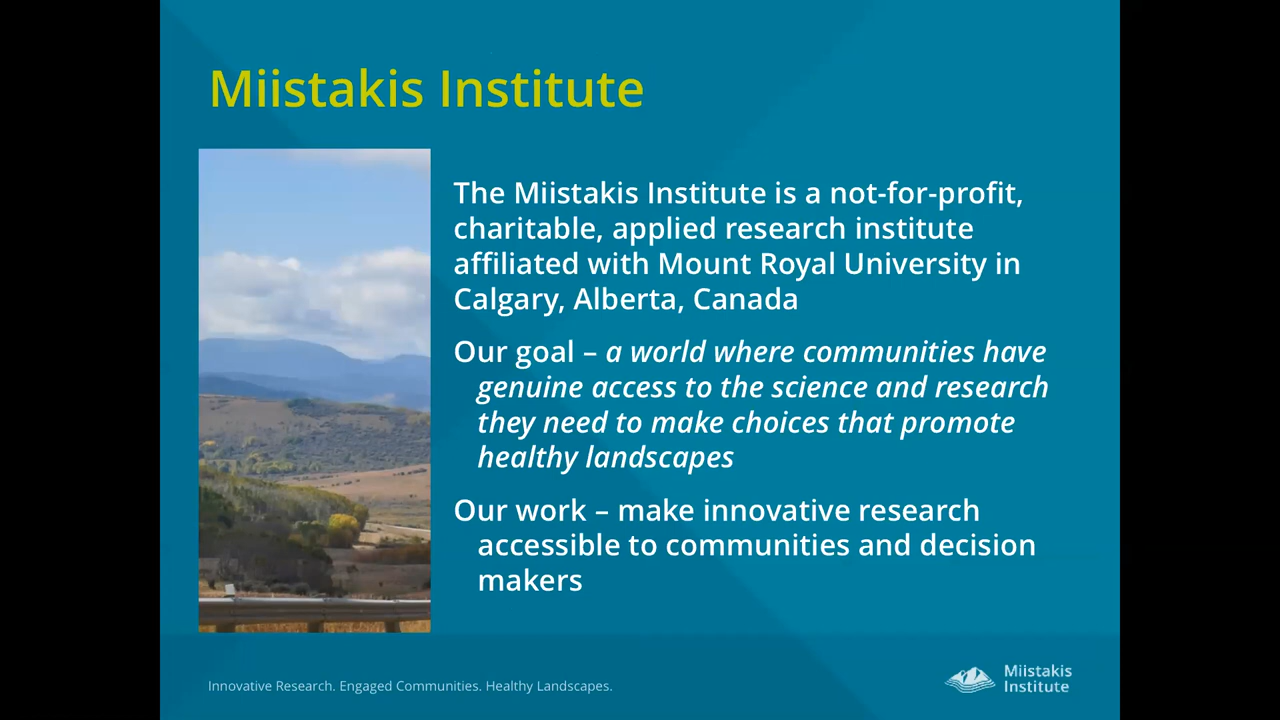 Miistakis Institute
The Miistakis Institute is a not-for-profit,
charitable, applied research institute
affiliated with Mount Royal University in
Calgary, Alberta, Canada
Our goal – a world where communities have
genuine access to the science and research
they need to make choices that promote
healthy landscapes
Our work – make innovative research
accessible to communities and decision
makers
Innovative Research. Engaged Communities. Healthy Landscapes.
Miistakis
Institute